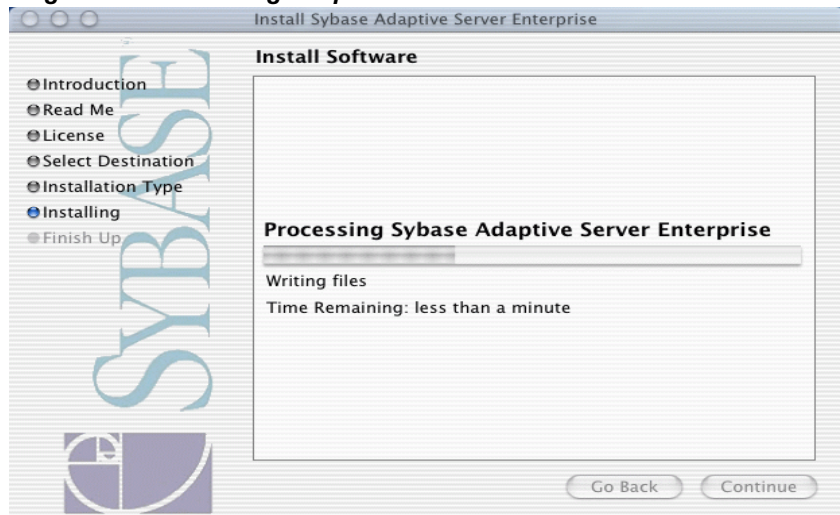 Install Sybase Adaptive Server Enterprise
Install Software
Introduction
Read Me
License
Select Destination
Installation Type
Installing
Finish Up
SYBASE
Processing Sybase Adaptive Server Enterprise
Writing files
Time Remaining: less than a minute
Go Back
Continue